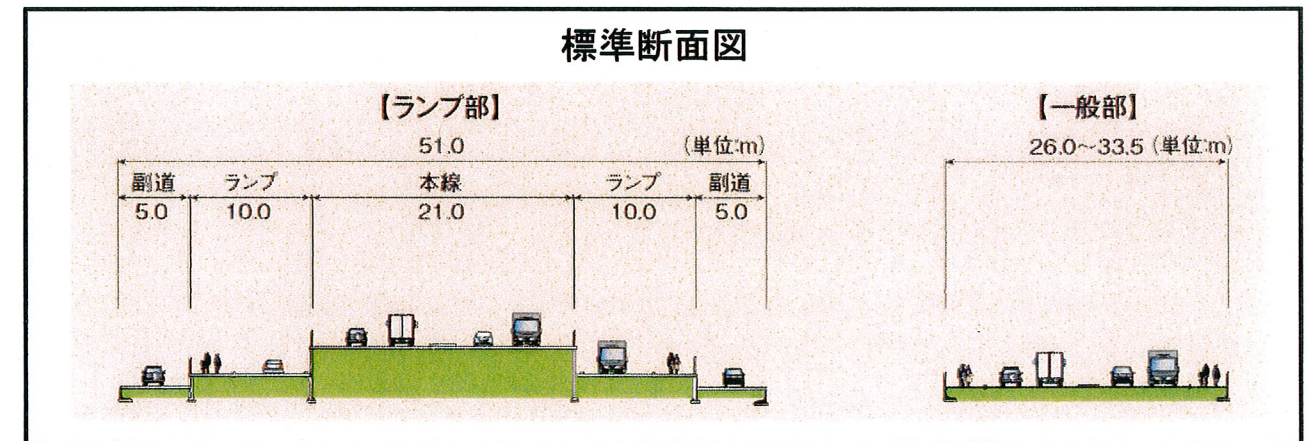 標準断面図
【ランプ部】
51.0 (単位:m)
副道 ランプ 本線 ランプ 副道
5.0 10.0 21.0 10.0 5.0
【一般部】
26.0~33.5 (単位:m)